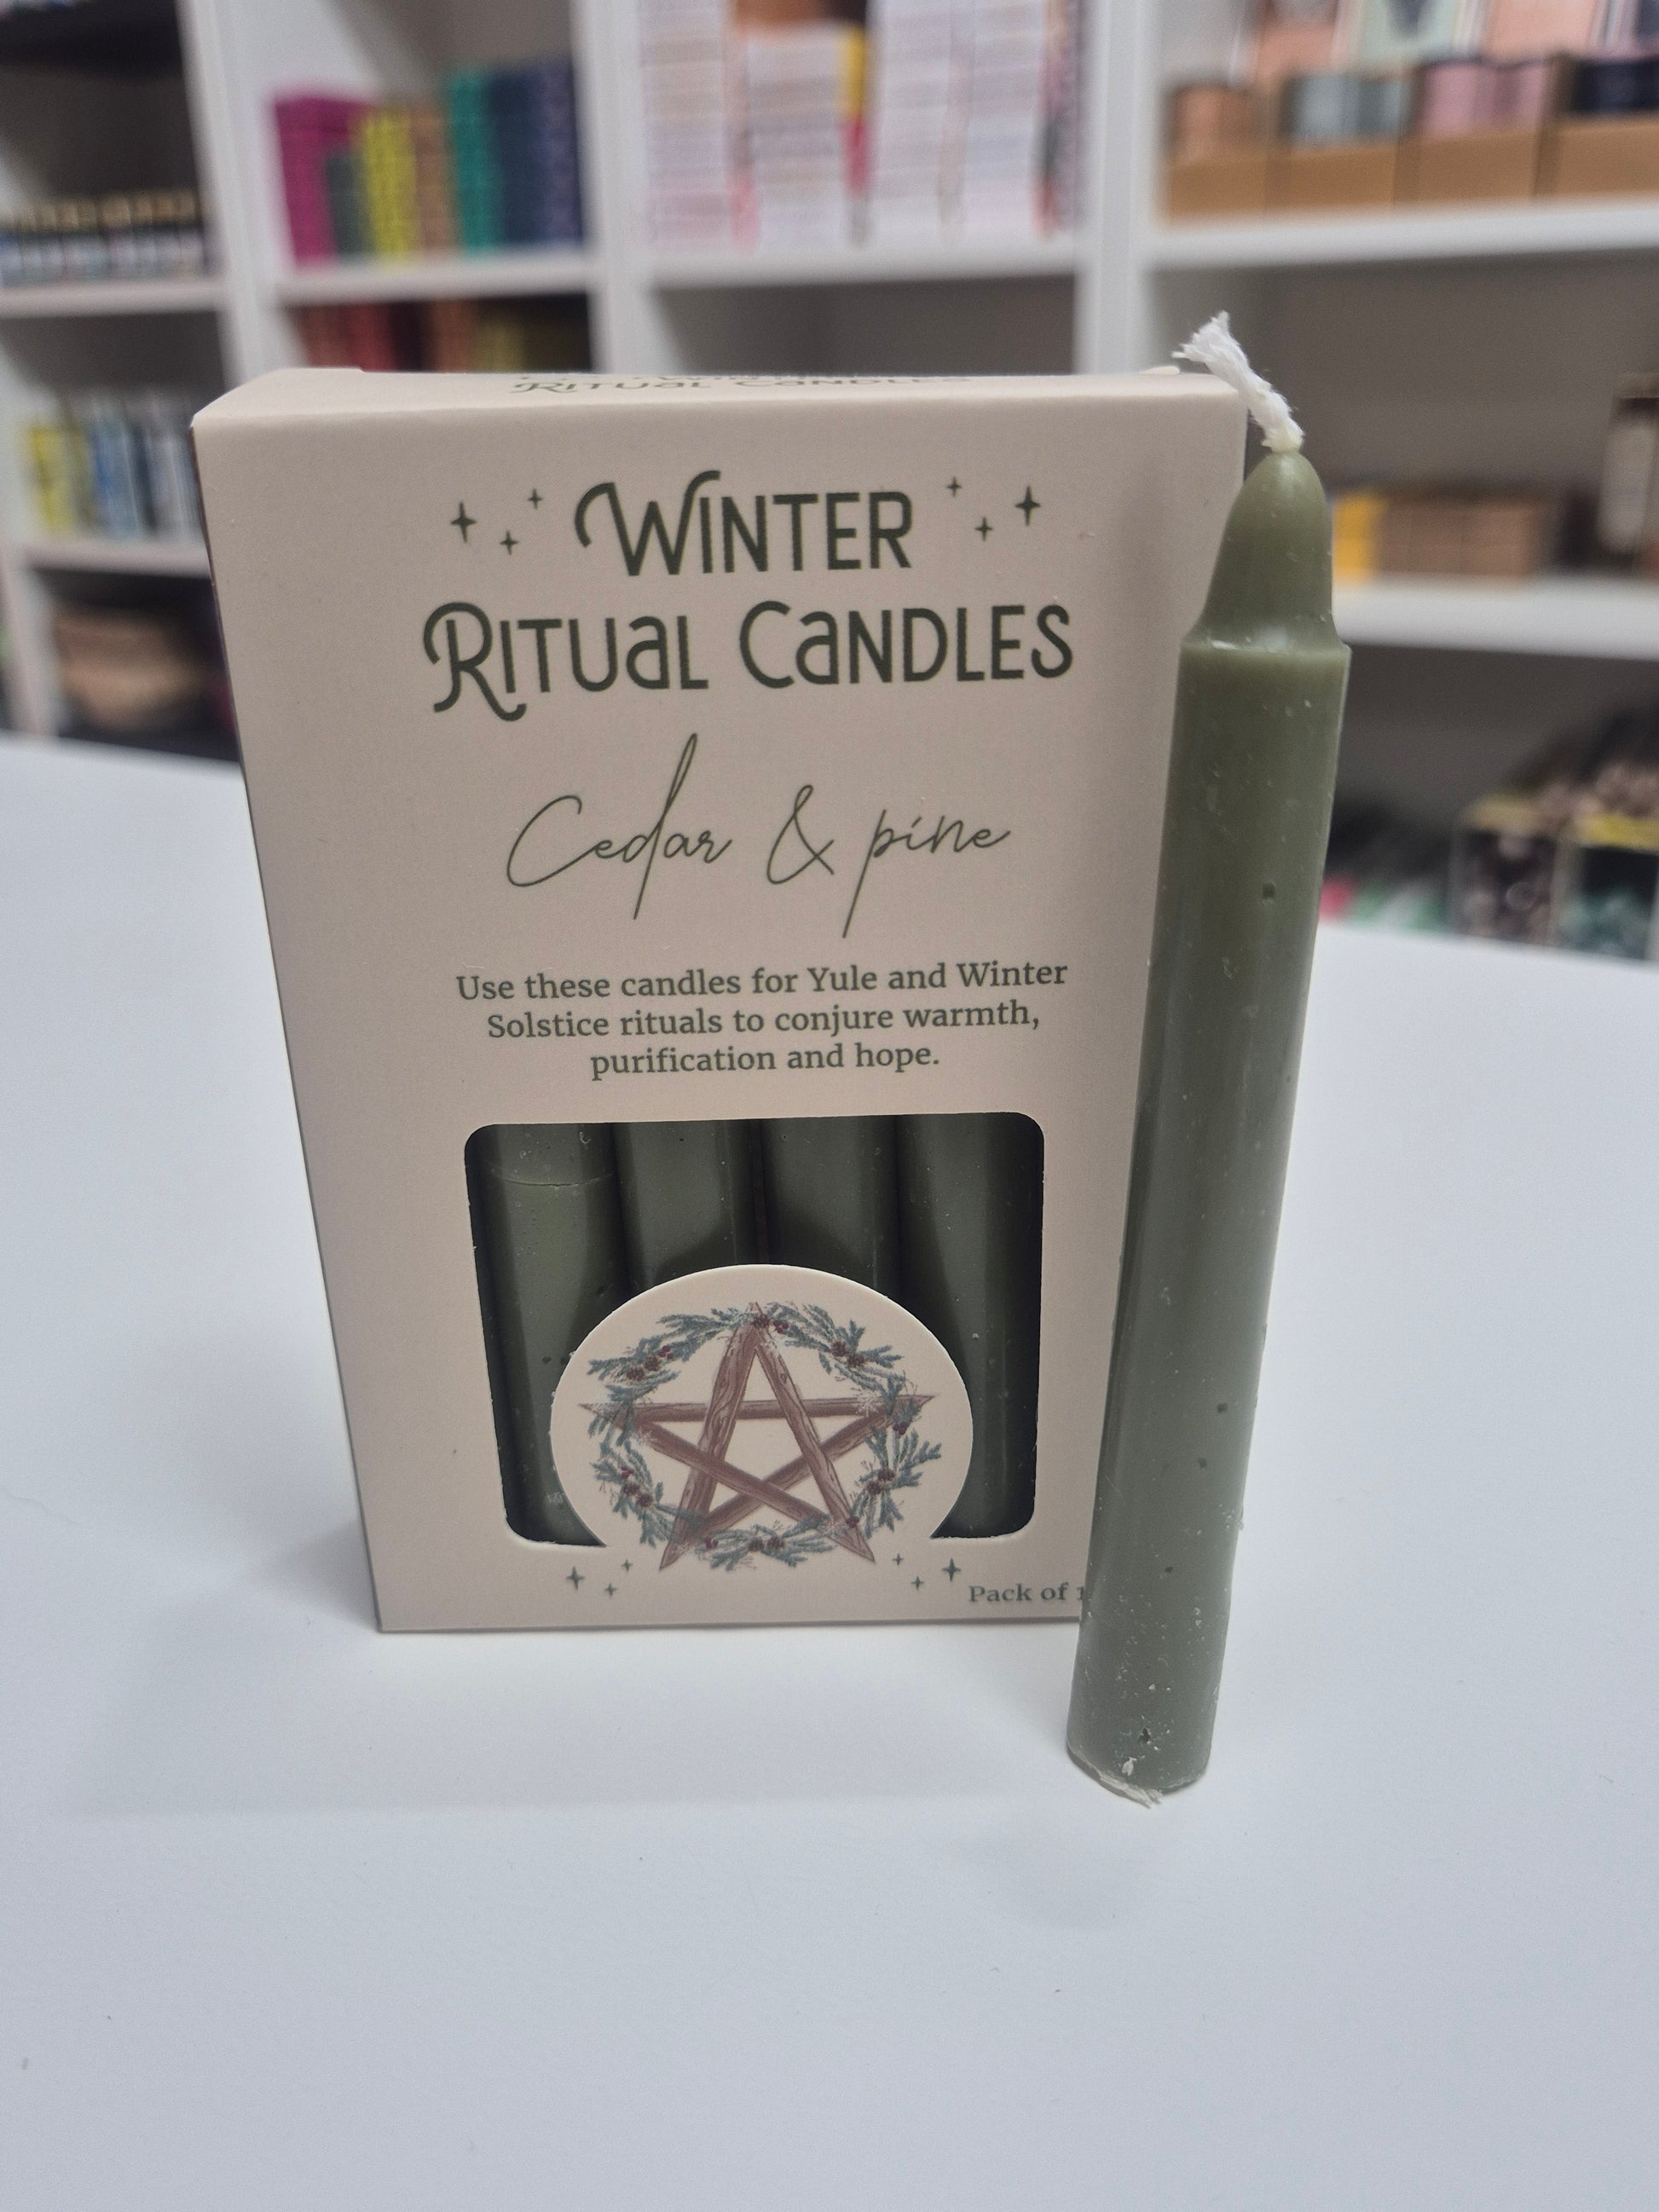 RITUAL CANDLES
WINTER
RITUAL CANDLES
Cedar & pine
Use these candles for Yule and Winter
Solstice rituals to conjure warmth,
purification and hope.
Pack of